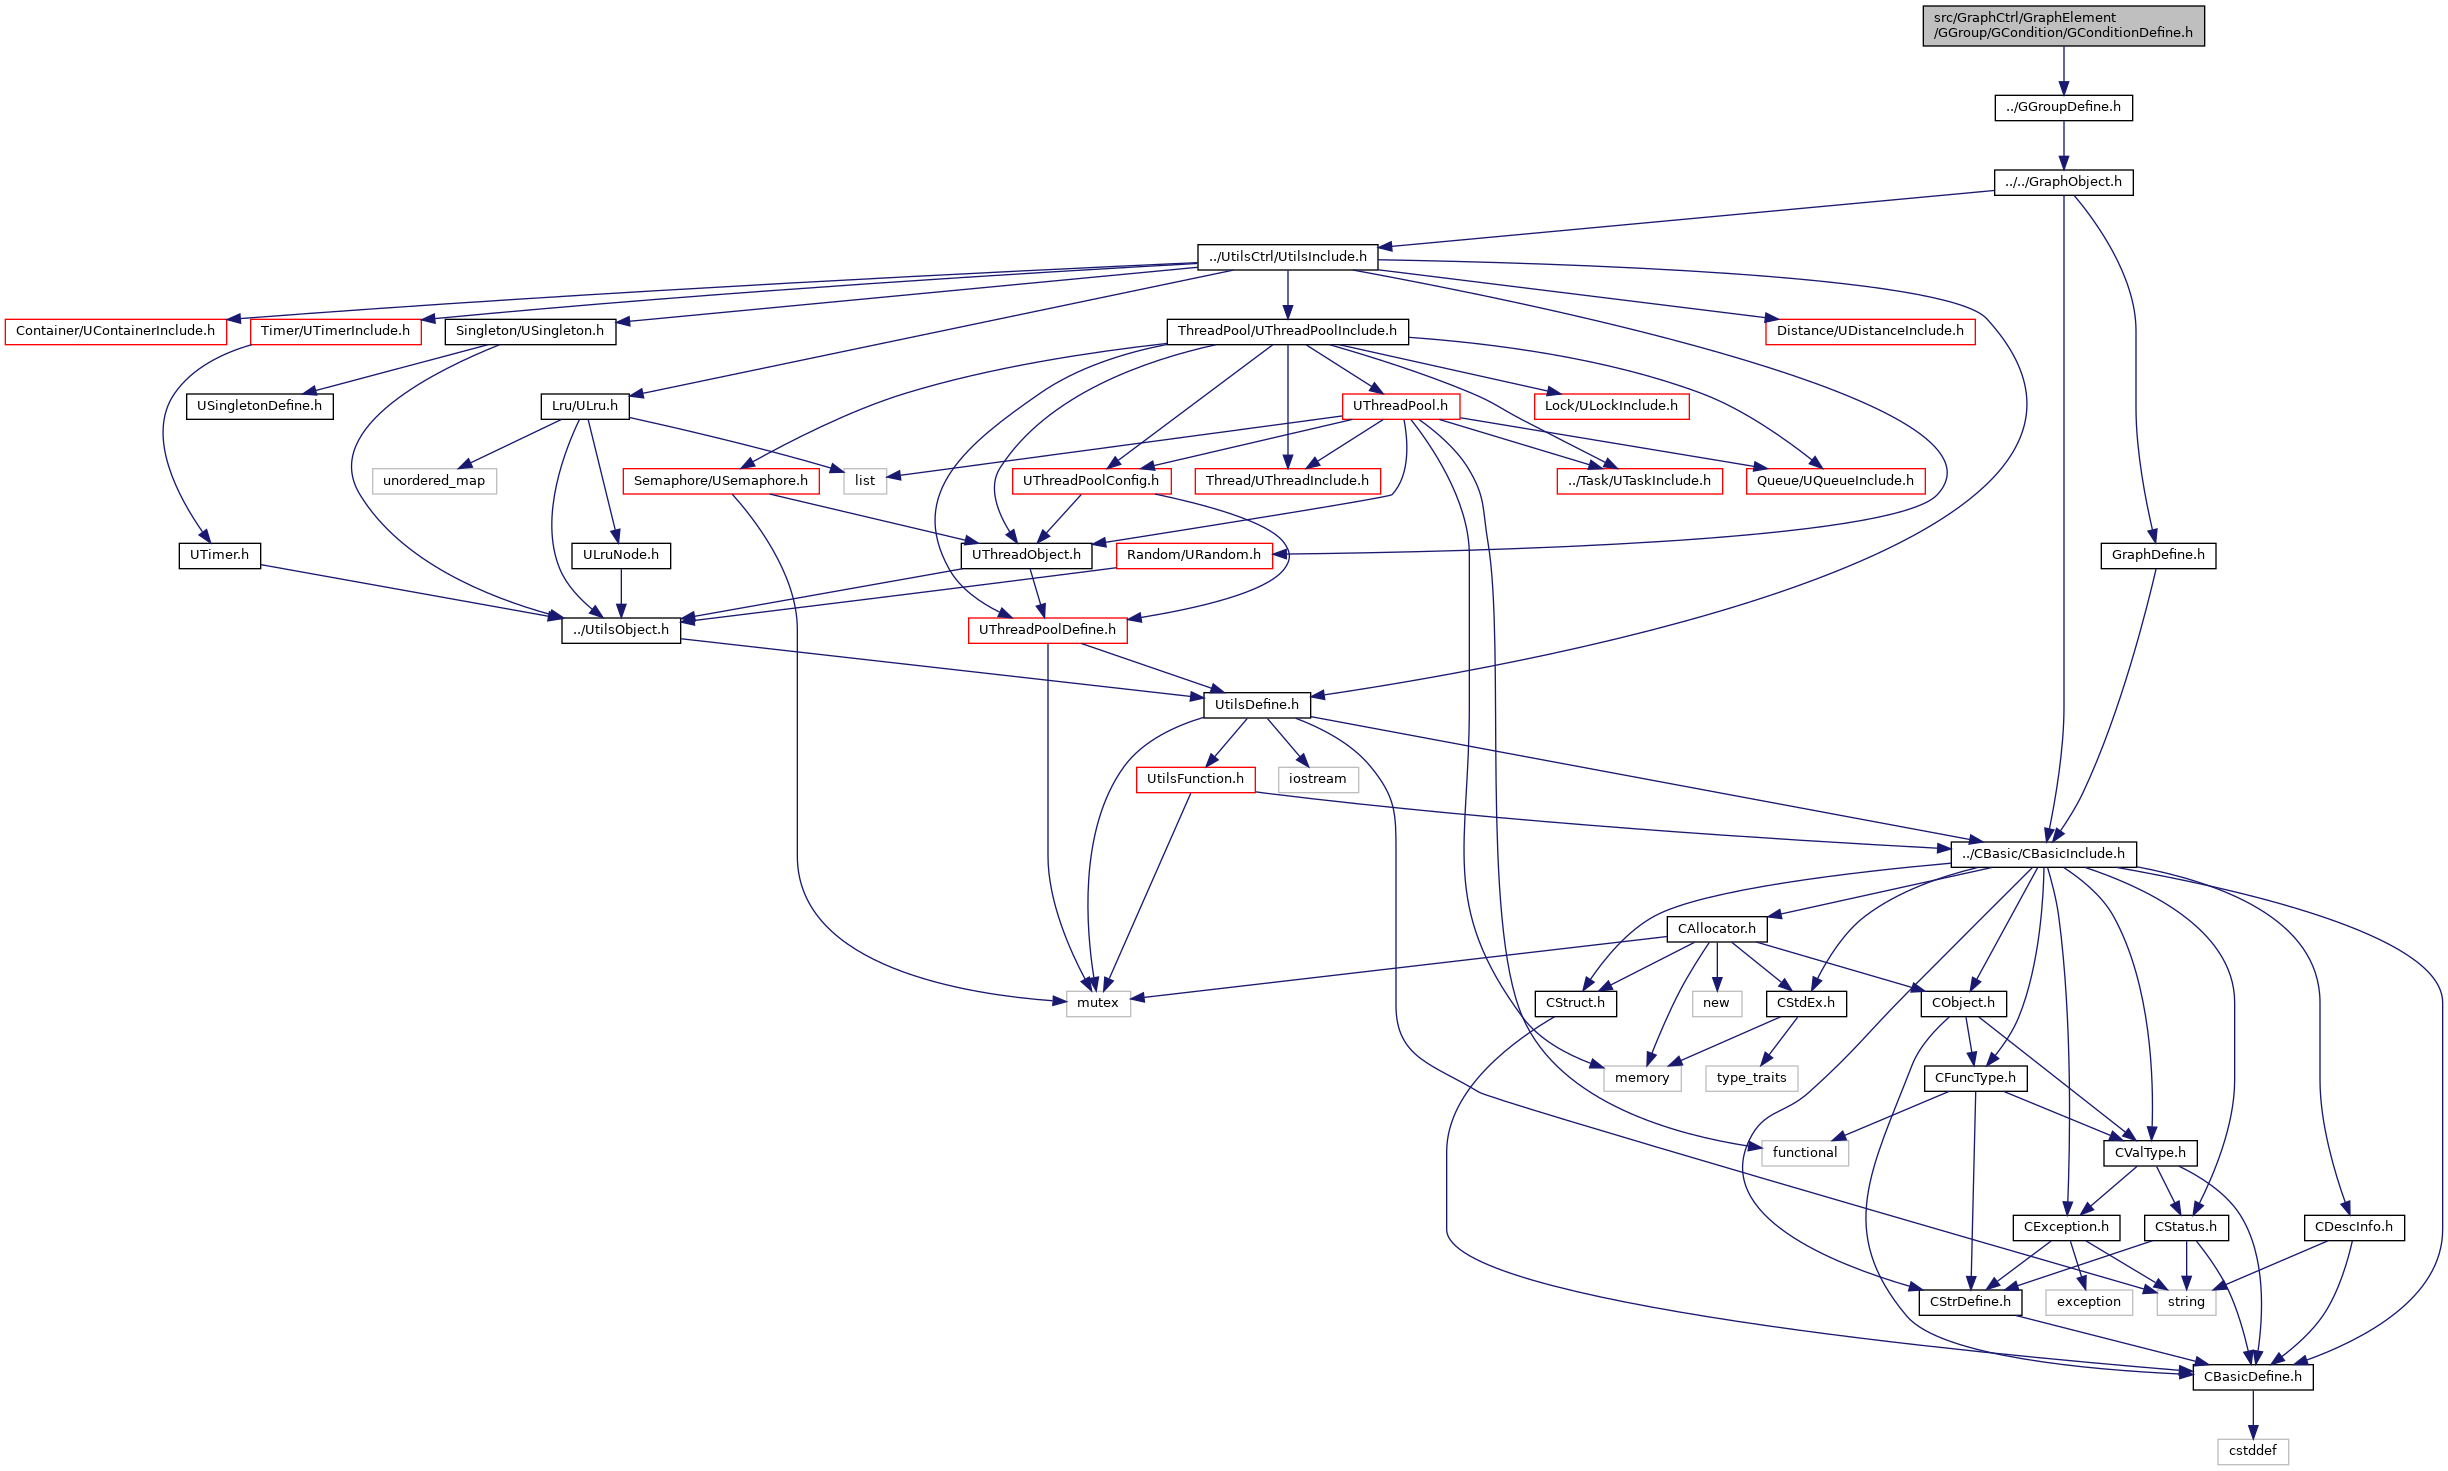 src/GraphCtrl/GraphElement
/GGroup/GCondition/GConditionDefine.h
../GGroupDefine.h
../../GraphObject.h
../UtilsCtrl/UtilsInclude.h
Container/UContainerInclude.h
Timer/UTimerInclude.h
Singleton/USingleton.h
ThreadPool/UThreadPoolInclude.h
Distance/UDistanceInclude.h
USingletonDefine.h
Lru/ULru.h
UThreadPool.h
Lock/ULockInclude.h
unordered_map
Semaphore/USemaphore.h
list
UThreadPoolConfig.h
Thread/UThreadInclude.h
../Task/UTaskInclude.h
Queue/UQueueInclude.h
UTimer.h
ULruNode.h
UThreadObject.h
Random/URandom.h
GraphDefine.h
../UtilsObject.h
UThreadPoolDefine.h
UtilsDefine.h
UtilsFunction.h
iostream
../CBasic/CBasicInclude.h
CAllocator.h
mutex
CStruct.h
new
CStdEx.h
CObject.h
memory
type_traits
CFuncType.h
functional
CValType.h
CException.h
CStatus.h
CDescInfo.h
CStrDefine.h
exception
string
CBasicDefine.h
cstddef